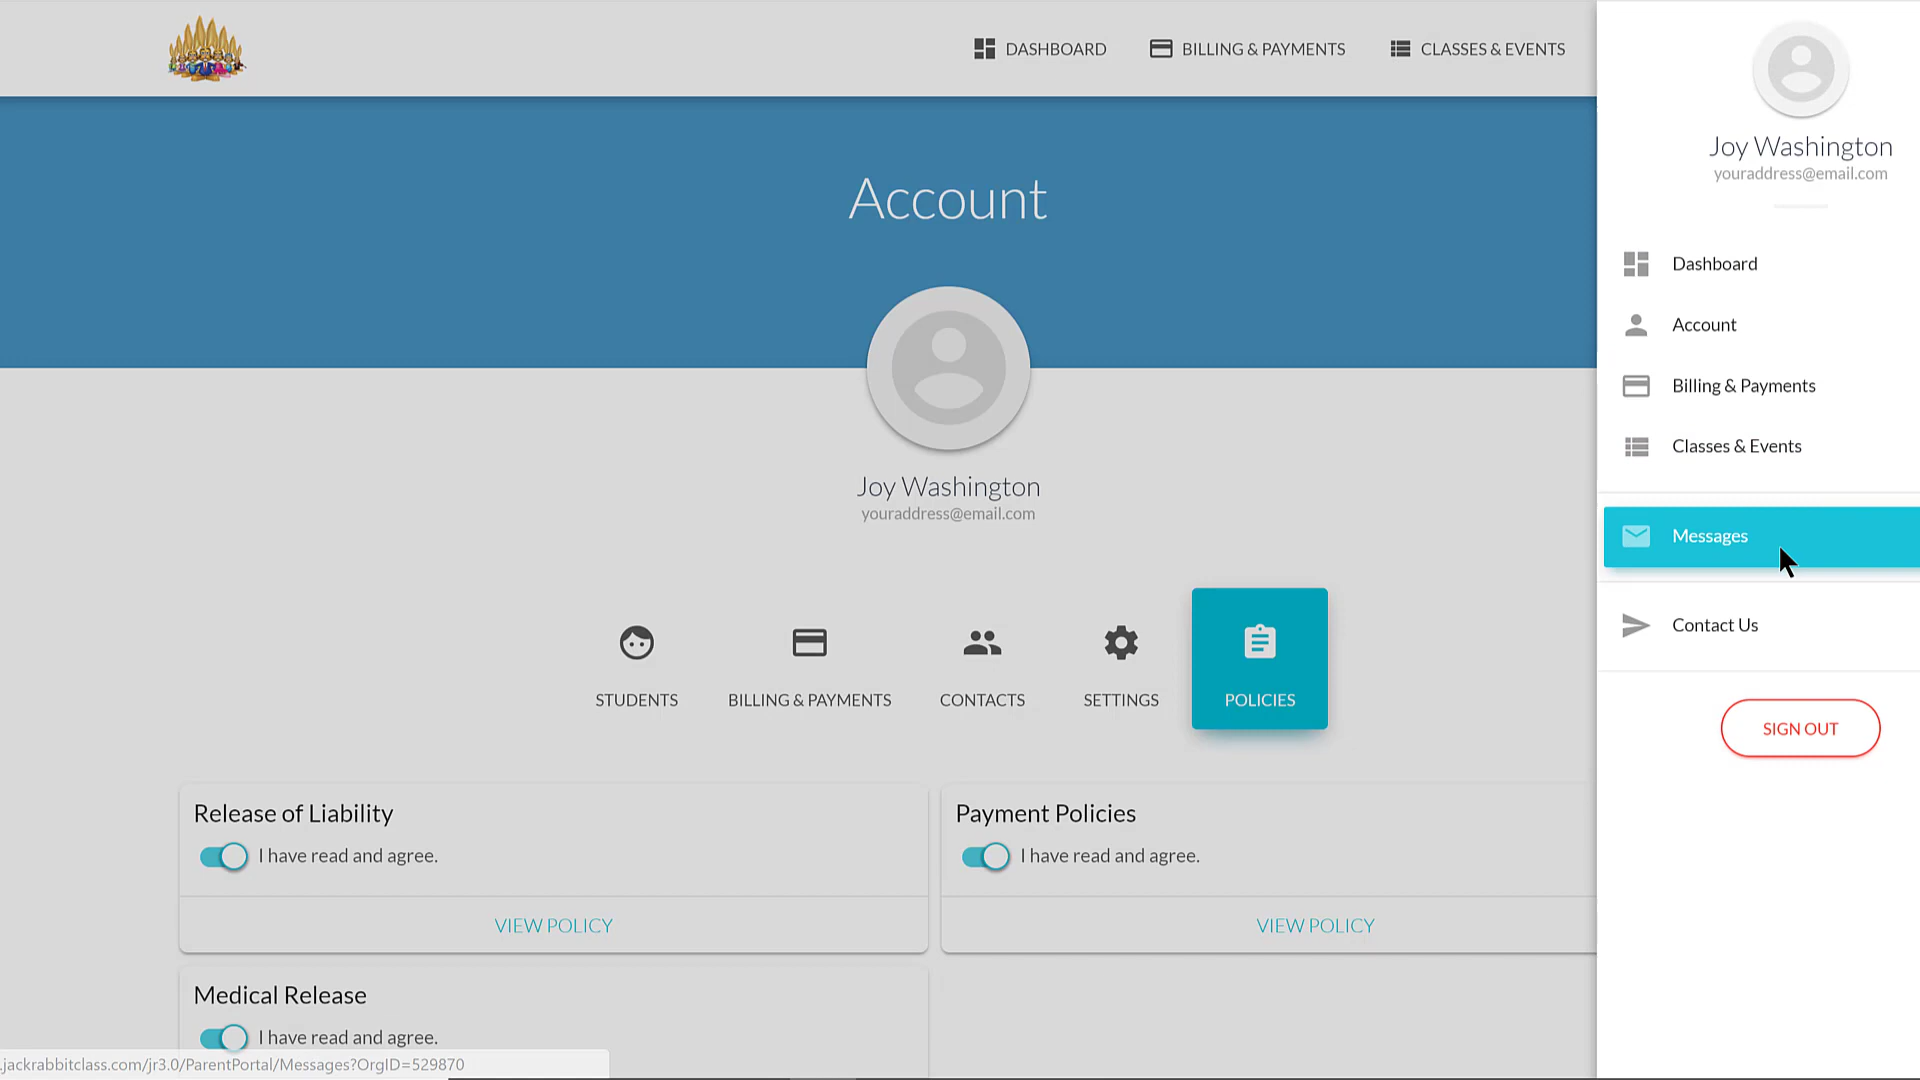 DASHBOARD
BILLING & PAYMENTS
CLASSES & EVENTS
Account
Joy Washington
youraddress@email.com
STUDENTS
BILLING & PAYMENTS
CONTACTS
SETTINGS
POLICIES
Release of Liability
I have read and agree.
VIEW POLICY
Payment Policies
I have read and agree.
VIEW POLICY
Medical Release
I have read and agree.
.jackrabbitclass.com/jr3.0/ParentPortal/Messages?OrgID=529870
Joy Washington
youraddress@email.com
Dashboard
Account
Billing & Payments
Classes & Events
Messages
Contact Us
SIGN OUT